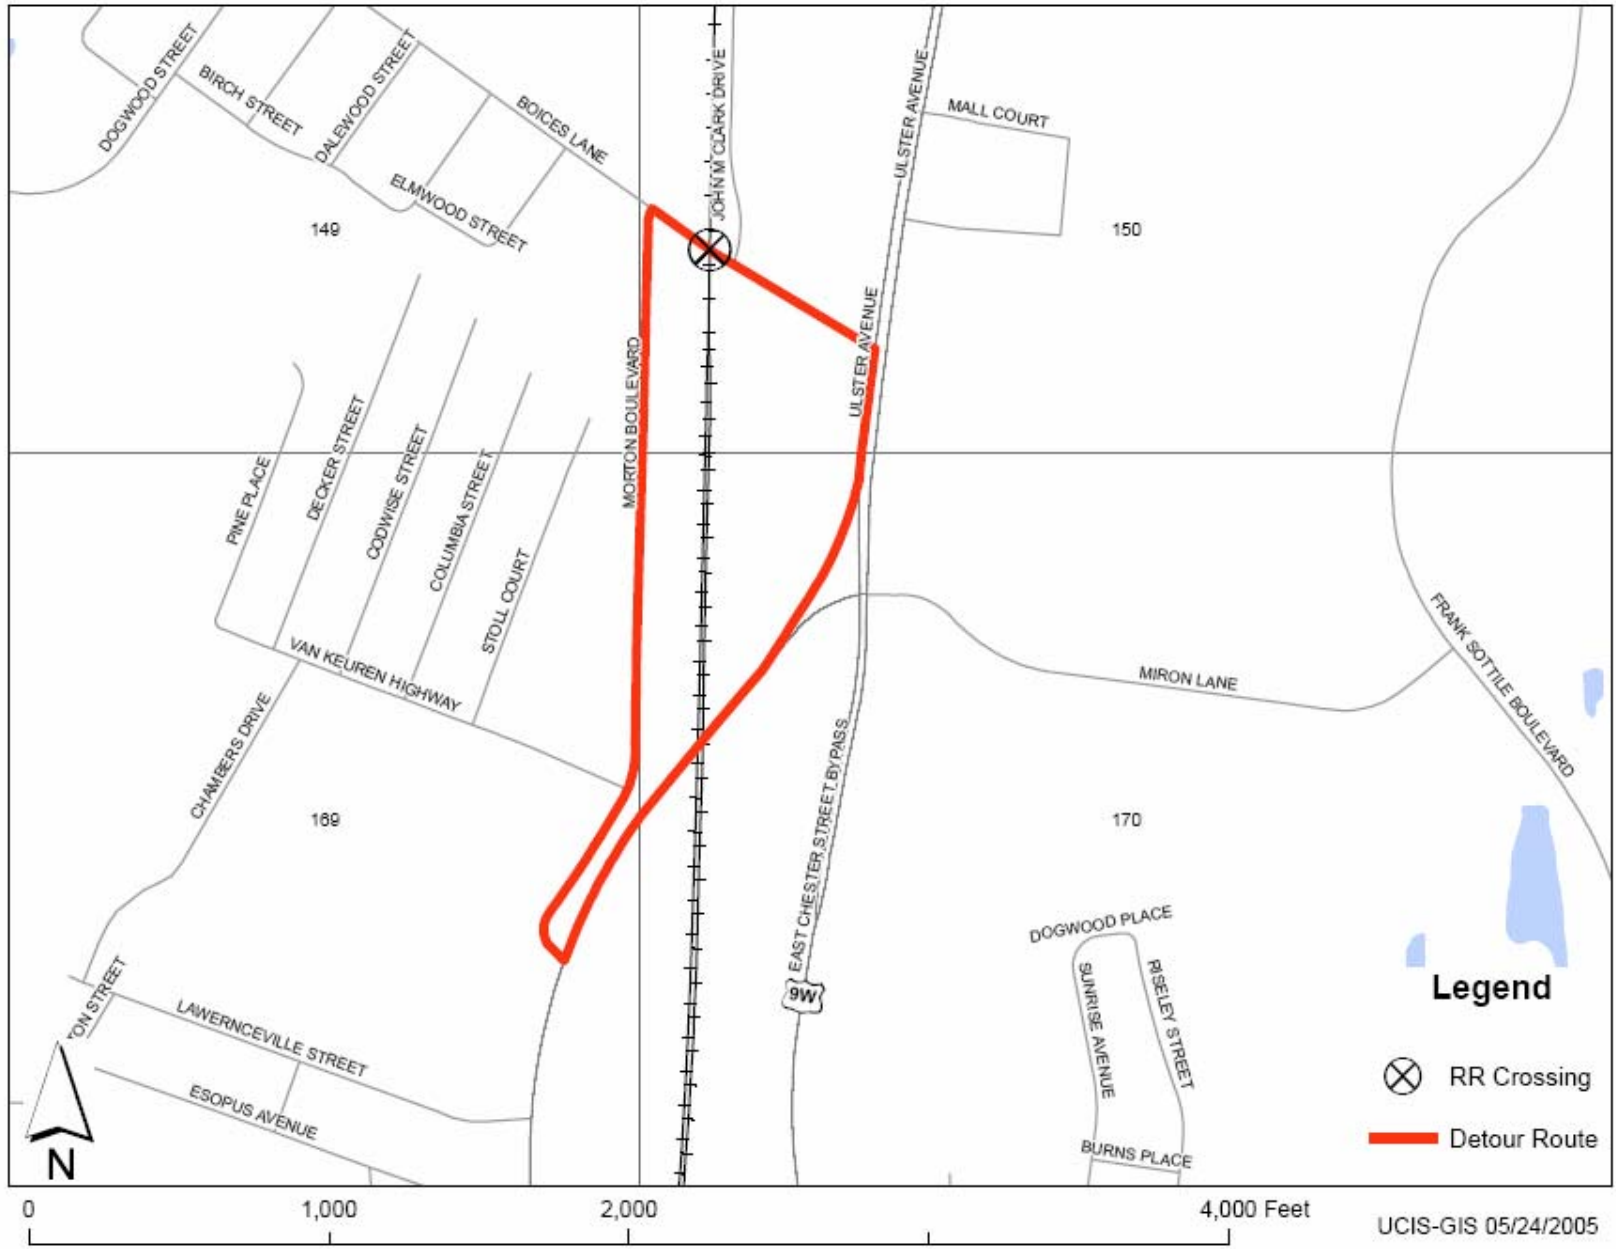 DOGWOOD STREET
BIRCH STREET
DALEWOOD STREET
BOICES LANE
ELMWOOD STREET
JOHN M CLARK DRIVE
ULSTER AVENUE
MALL COURT
149
150
ULSTER AVENUE
MORTON BOULEVARD
PINE PLACE
DECKER STREET
CODWISE STREET
COLUMBIA STREET
STOLL COURT
VAN KEUREN HIGHWAY
CHAMBERS DRIVE
MIRON LANE
FRANK SOTTILE BOULEVARD
169
170
EAST CHESTER STREET BYPASS
9W
DOGWOOD PLACE
SUNRISE AVENUE
RISELEY STREET
BURNS PLACE
TON STREET
LAWERNCEVILLE STREET
ESOPUS AVENUE
N
Legend
RR Crossing
Detour Route
0 1,000 2,000 4,000 Feet
UCIS-GIS 05/24/2005